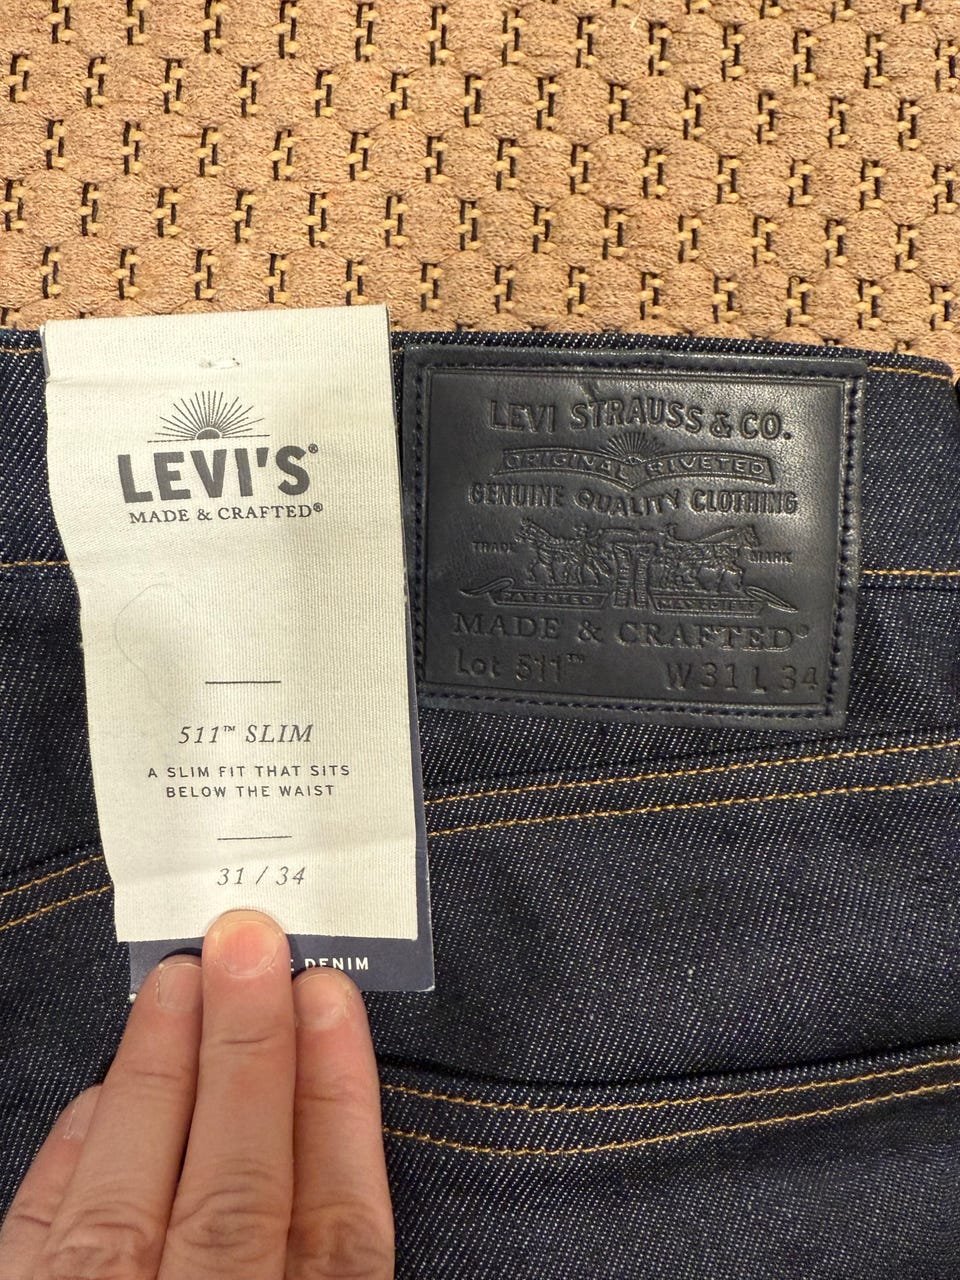 LEVI'S®
MADE & CRAFTED®
511™ SLIM
A SLIM FIT THAT SITS
BELOW THE WAIST
31 / 34
DENIM
LEVI STRAUSS & CO.
ORIGINAL RIVETED
GENUINE QUALITY CLOTHING
TRADE MARK
PATENTED
MADE & CRAFTED®
Lot 511™ W 31 L 34